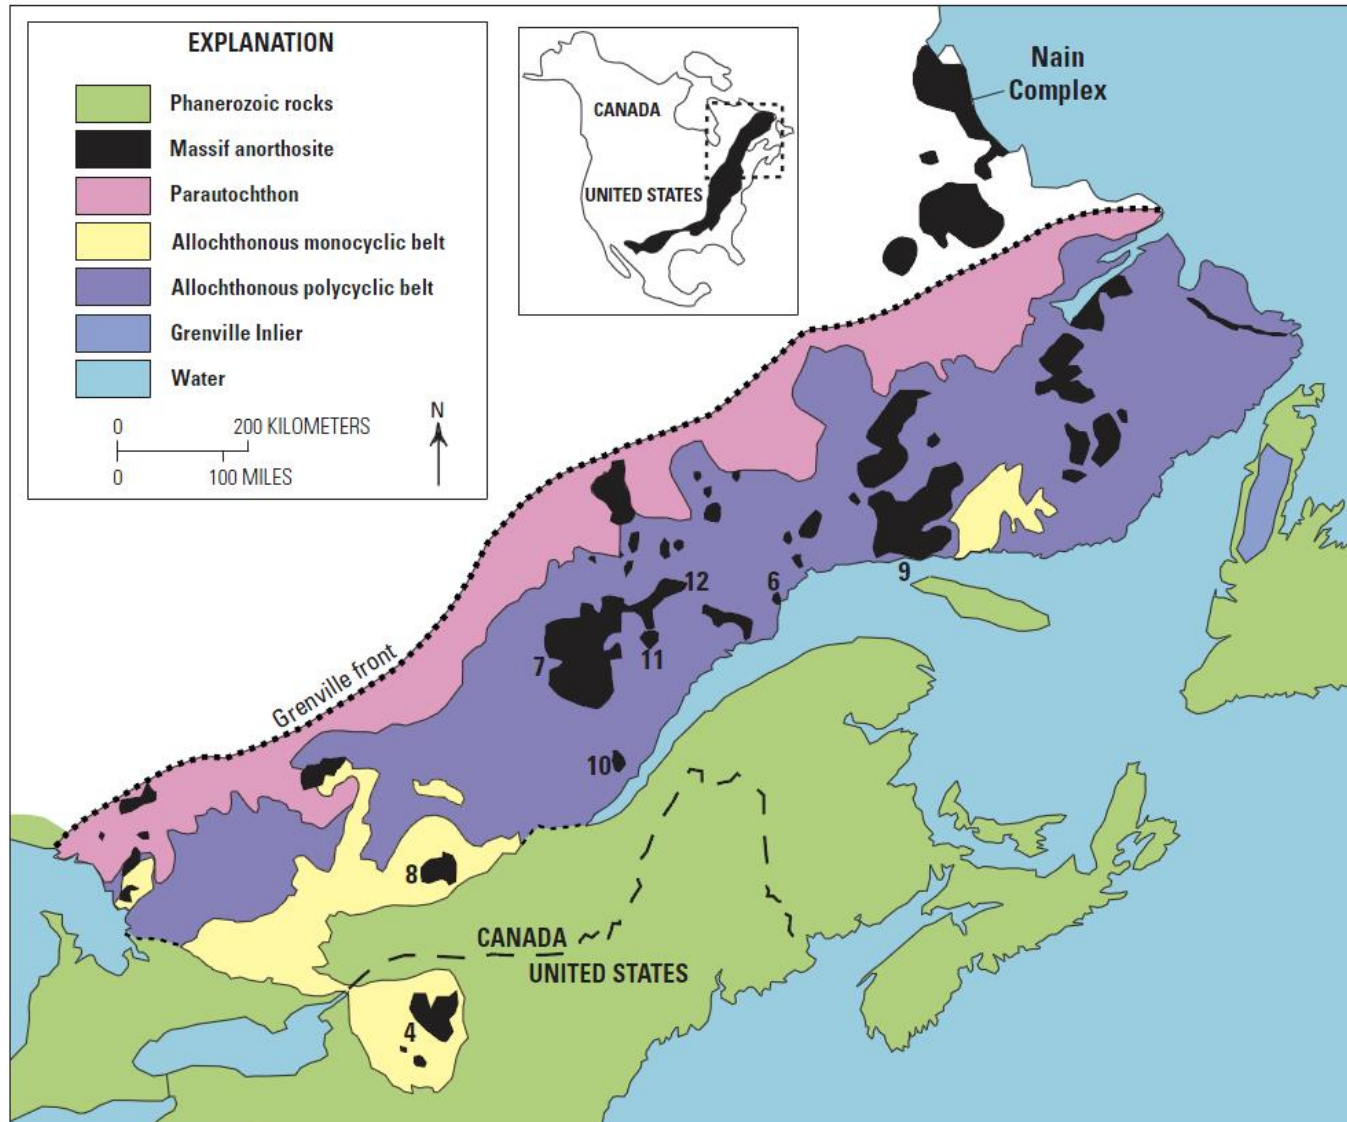 EXPLANATION
Phanerozoic rocks
Massif anorthosite
Parautochthon
Allochthonous monocyclic belt
Allochthonous polycyclic belt
Grenville Inlier
Water
0 200 KILOMETERS
0 100 MILES
N
CANADA
UNITED STATES
Nain
Complex
Grenville front
12
6
9
7
11
10
8
CANADA
UNITED STATES
4